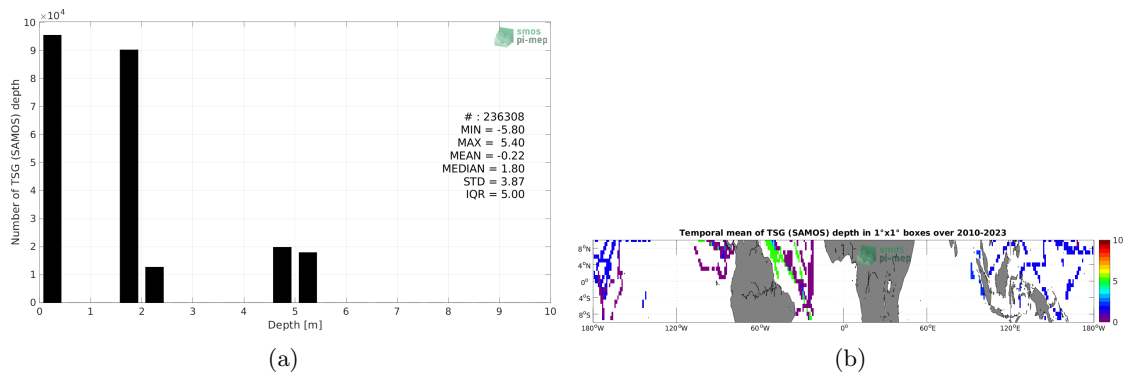 ×10⁴
10
9
8
7
6
5
4
3
2
1
0
Number of TSG (SAMOS) depth
smos
pi-mep
# : 236308
MIN = -5.80
MAX = 5.40
MEAN = -0.22
MEDIAN = 1.80
STD = 3.87
IQR = 5.00
0 1 2 3 4 5 6 7 8 9 10
Depth [m]
(a)
Temporal mean of TSG (SAMOS) depth in 1°x1° boxes over 2010-2023
smos
pi-mep
8°N
4°N
0°
4°S
8°S
180°W 120°W 60°W 0° 60°E 120°E 180°W
10
5
0
(b)